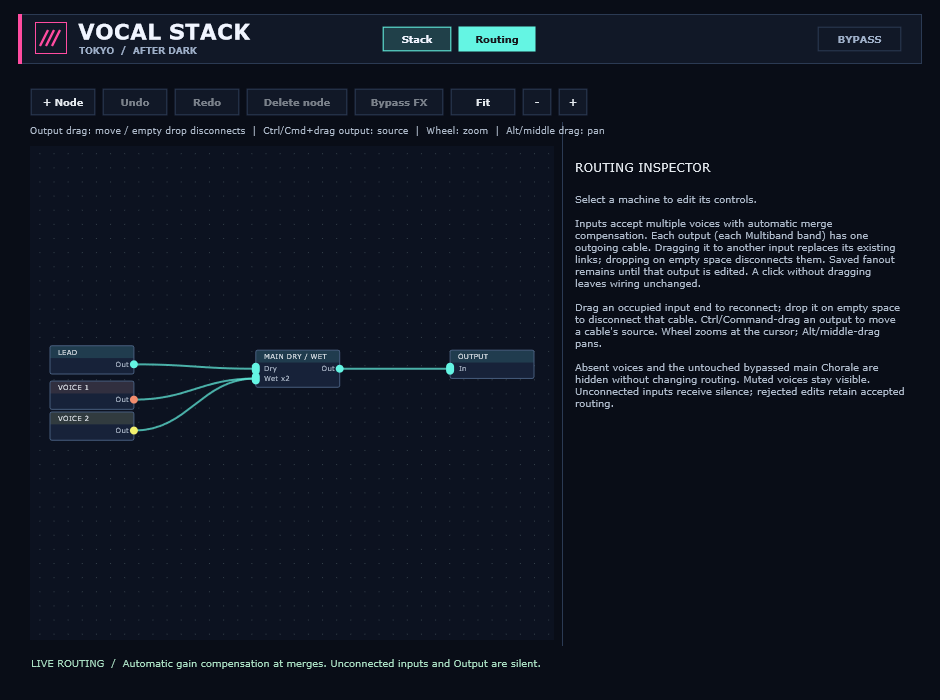 VOCAL STACK
TOKYO / AFTER DARK
Stack
Routing
BYPASS
+ Node
Undo
Redo
Delete node
Bypass FX
Fit
-
+
Output drag: move / empty drop disconnects | Ctrl/Cmd+drag output: source | Wheel: zoom | Alt/middle drag: pan
LEAD
Out
VOICE 1
Out
VOICE 2
Out
MAIN DRY / WET
Dry
Out
Wet x2
OUTPUT
In
ROUTING INSPECTOR
Select a machine to edit its controls.
Inputs accept multiple voices with automatic merge
compensation. Each output (each Multiband band) has one
outgoing cable. Dragging it to another input replaces its existing
links; dropping on empty space disconnects them. Saved fanout
remains until that output is edited. A click without dragging
leaves wiring unchanged.
Drag an occupied input end to reconnect; drop it on empty space
to disconnect that cable. Ctrl/Command-drag an output to move
a cable's source. Wheel zooms at the cursor; Alt/middle-drag
pans.
Absent voices and the untouched bypassed main Chorale are
hidden without changing routing. Muted voices stay visible.
Unconnected inputs receive silence; rejected edits retain accepted
routing.
LIVE ROUTING / Automatic gain compensation at merges. Unconnected inputs and Output are silent.